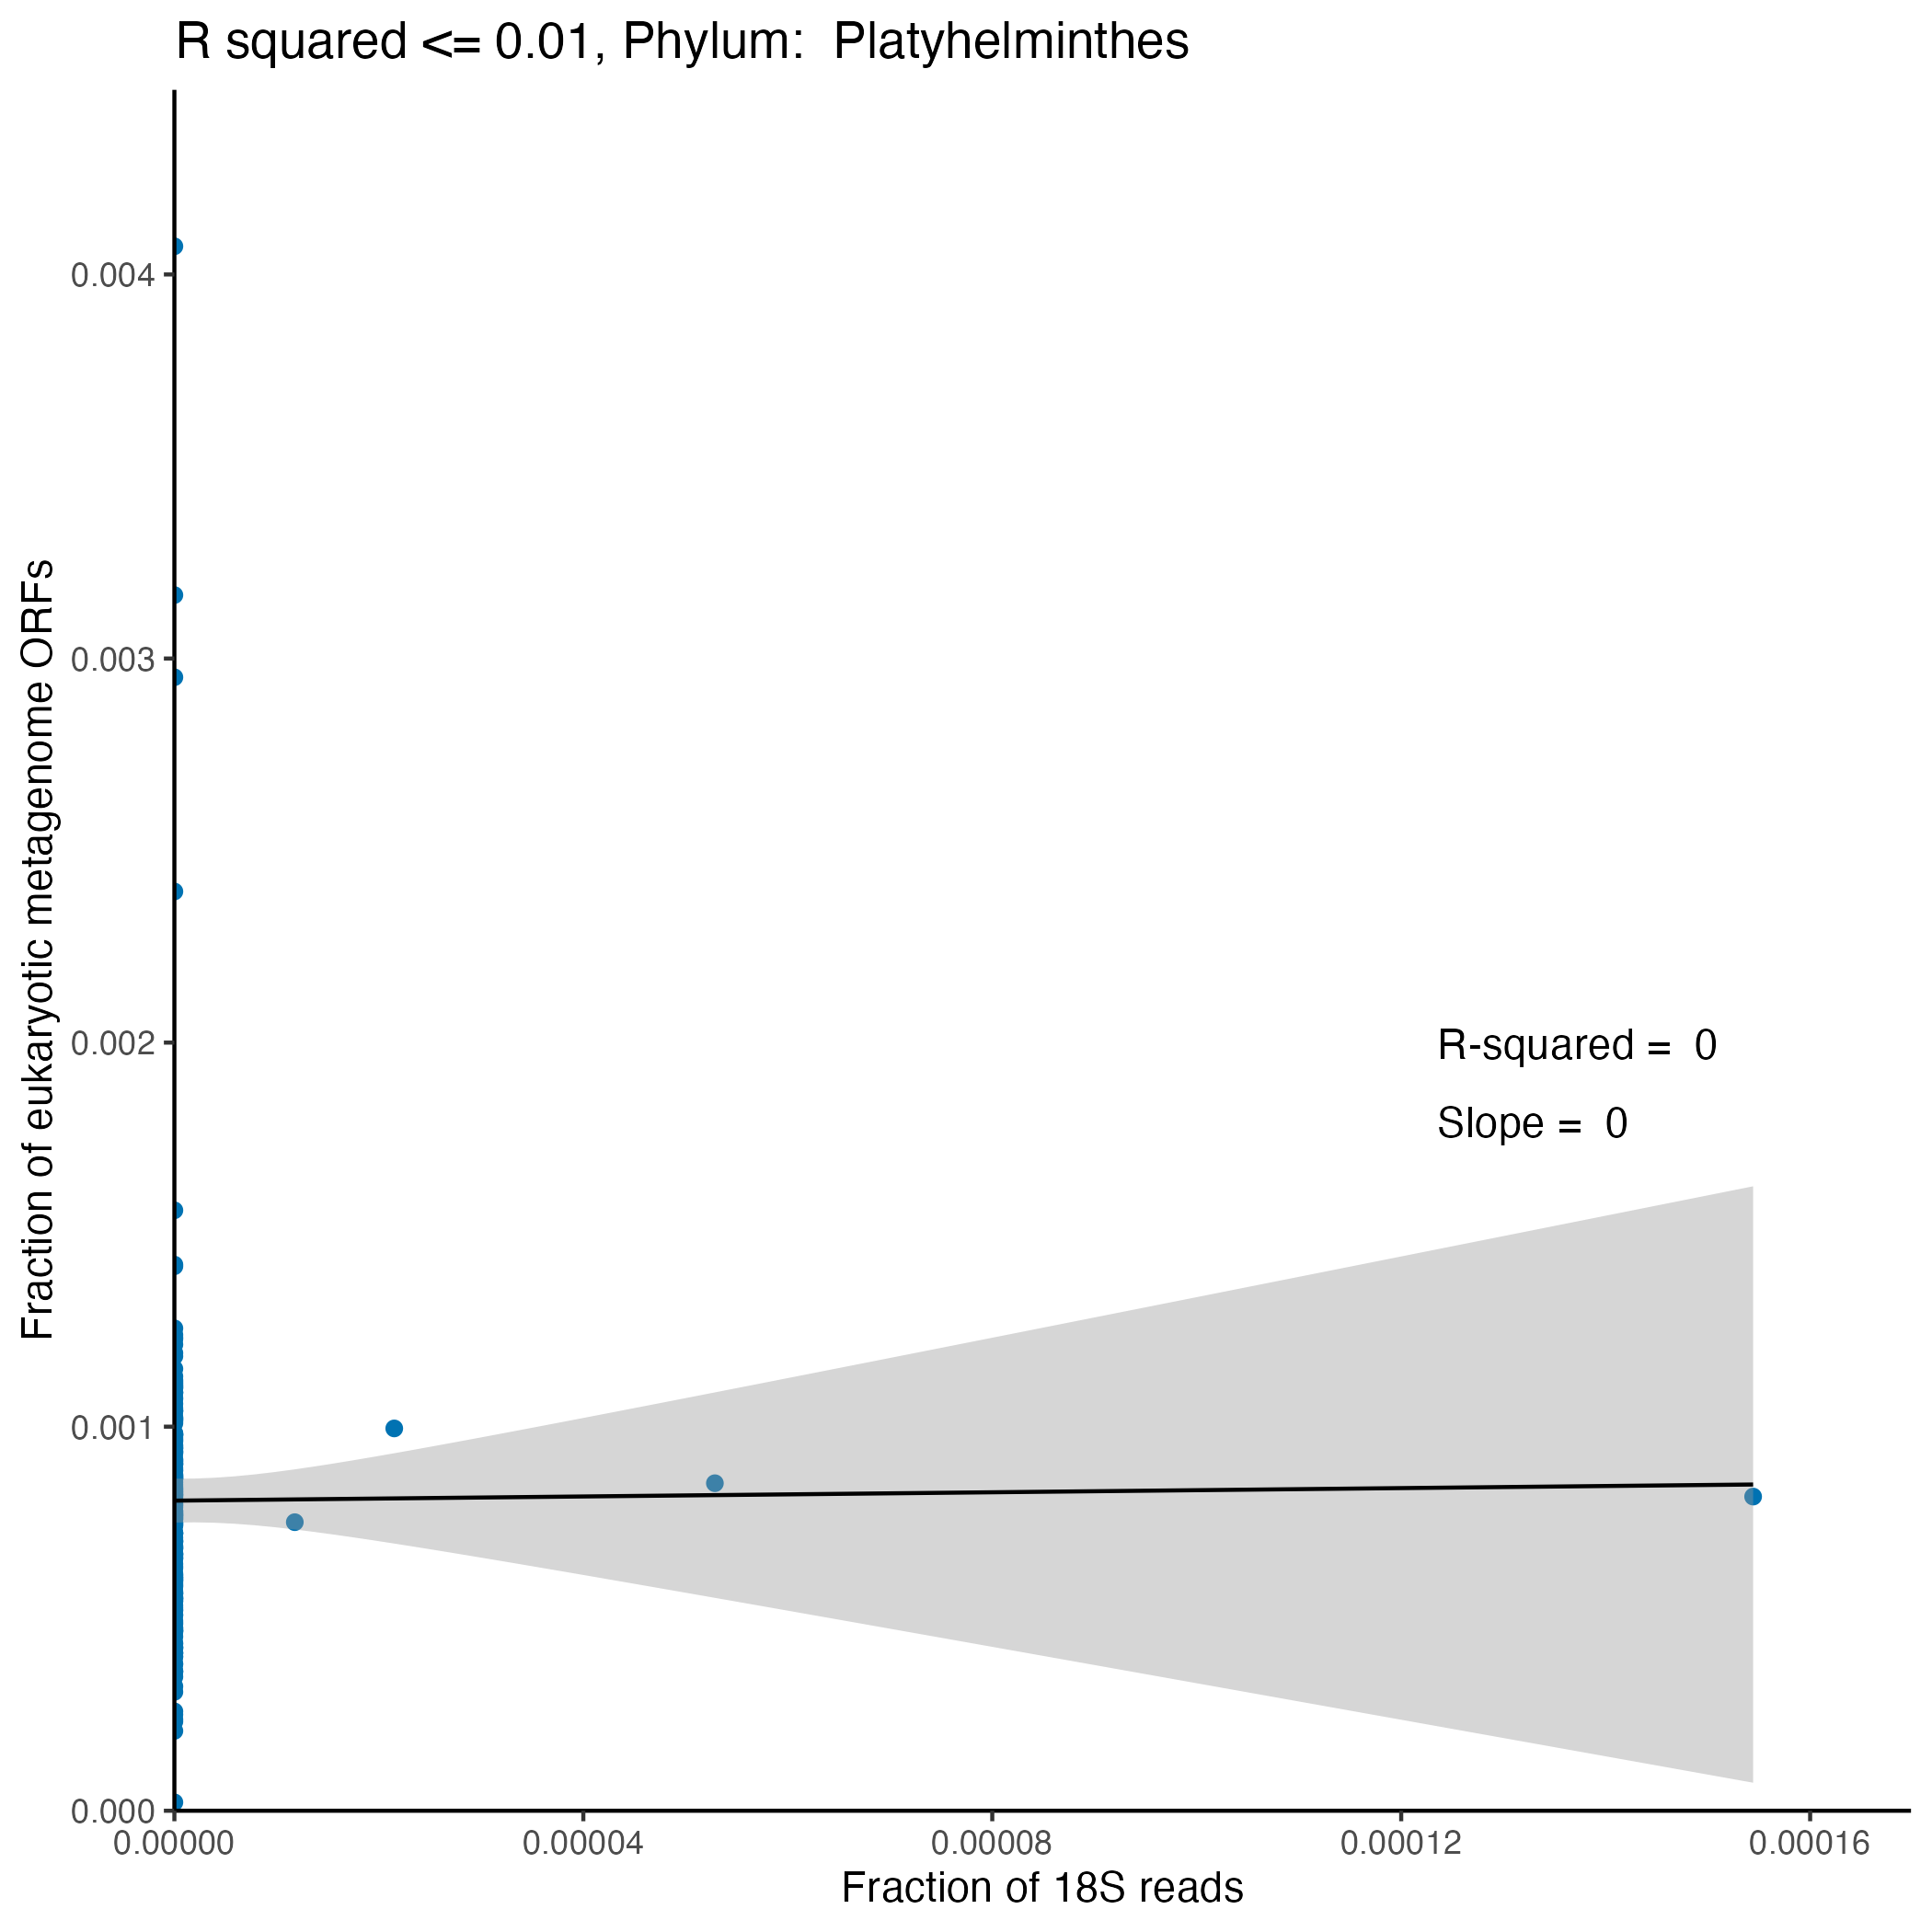 R squared <= 0.01, Phylum:  Platyhelminthes
Fraction of eukaryotic metagenome ORFs
0.004
0.003
0.002
0.001
0.000
R-squared =  0
Slope =  0
0.00000
0.00004
0.00008
0.00012
0.00016
Fraction of 18S reads